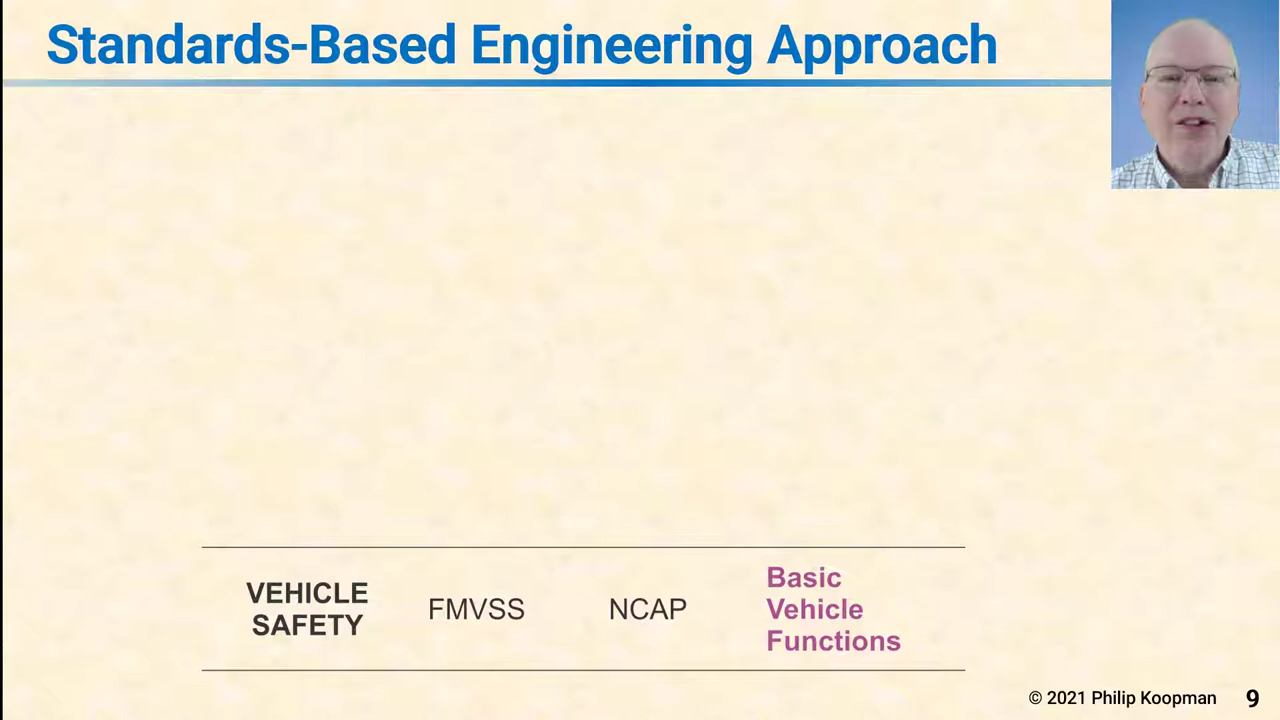 Standards-Based Engineering Approach
VEHICLE
SAFETY
FMVSS
NCAP
Basic
Vehicle
Functions
© 2021 Philip Koopman 9